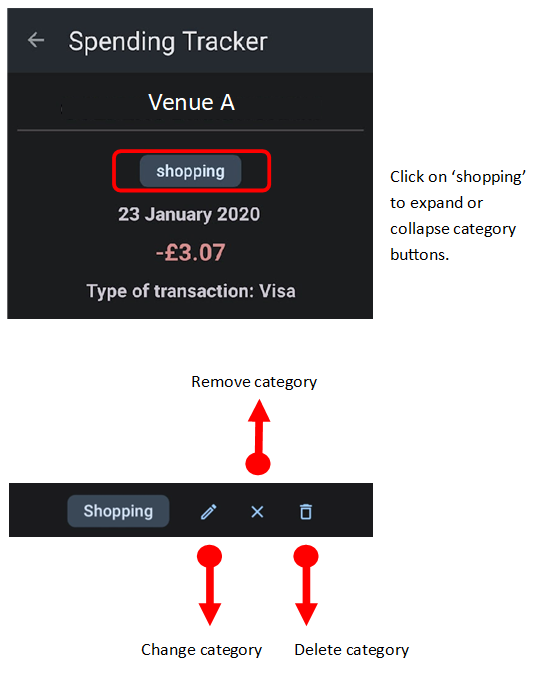 Spending Tracker
Venue A
shopping
23 January 2020
-£3.07
Type of transaction: Visa
Click on ‘shopping’
to expand or
collapse category
buttons.
Remove category
Shopping
Change category
Delete category